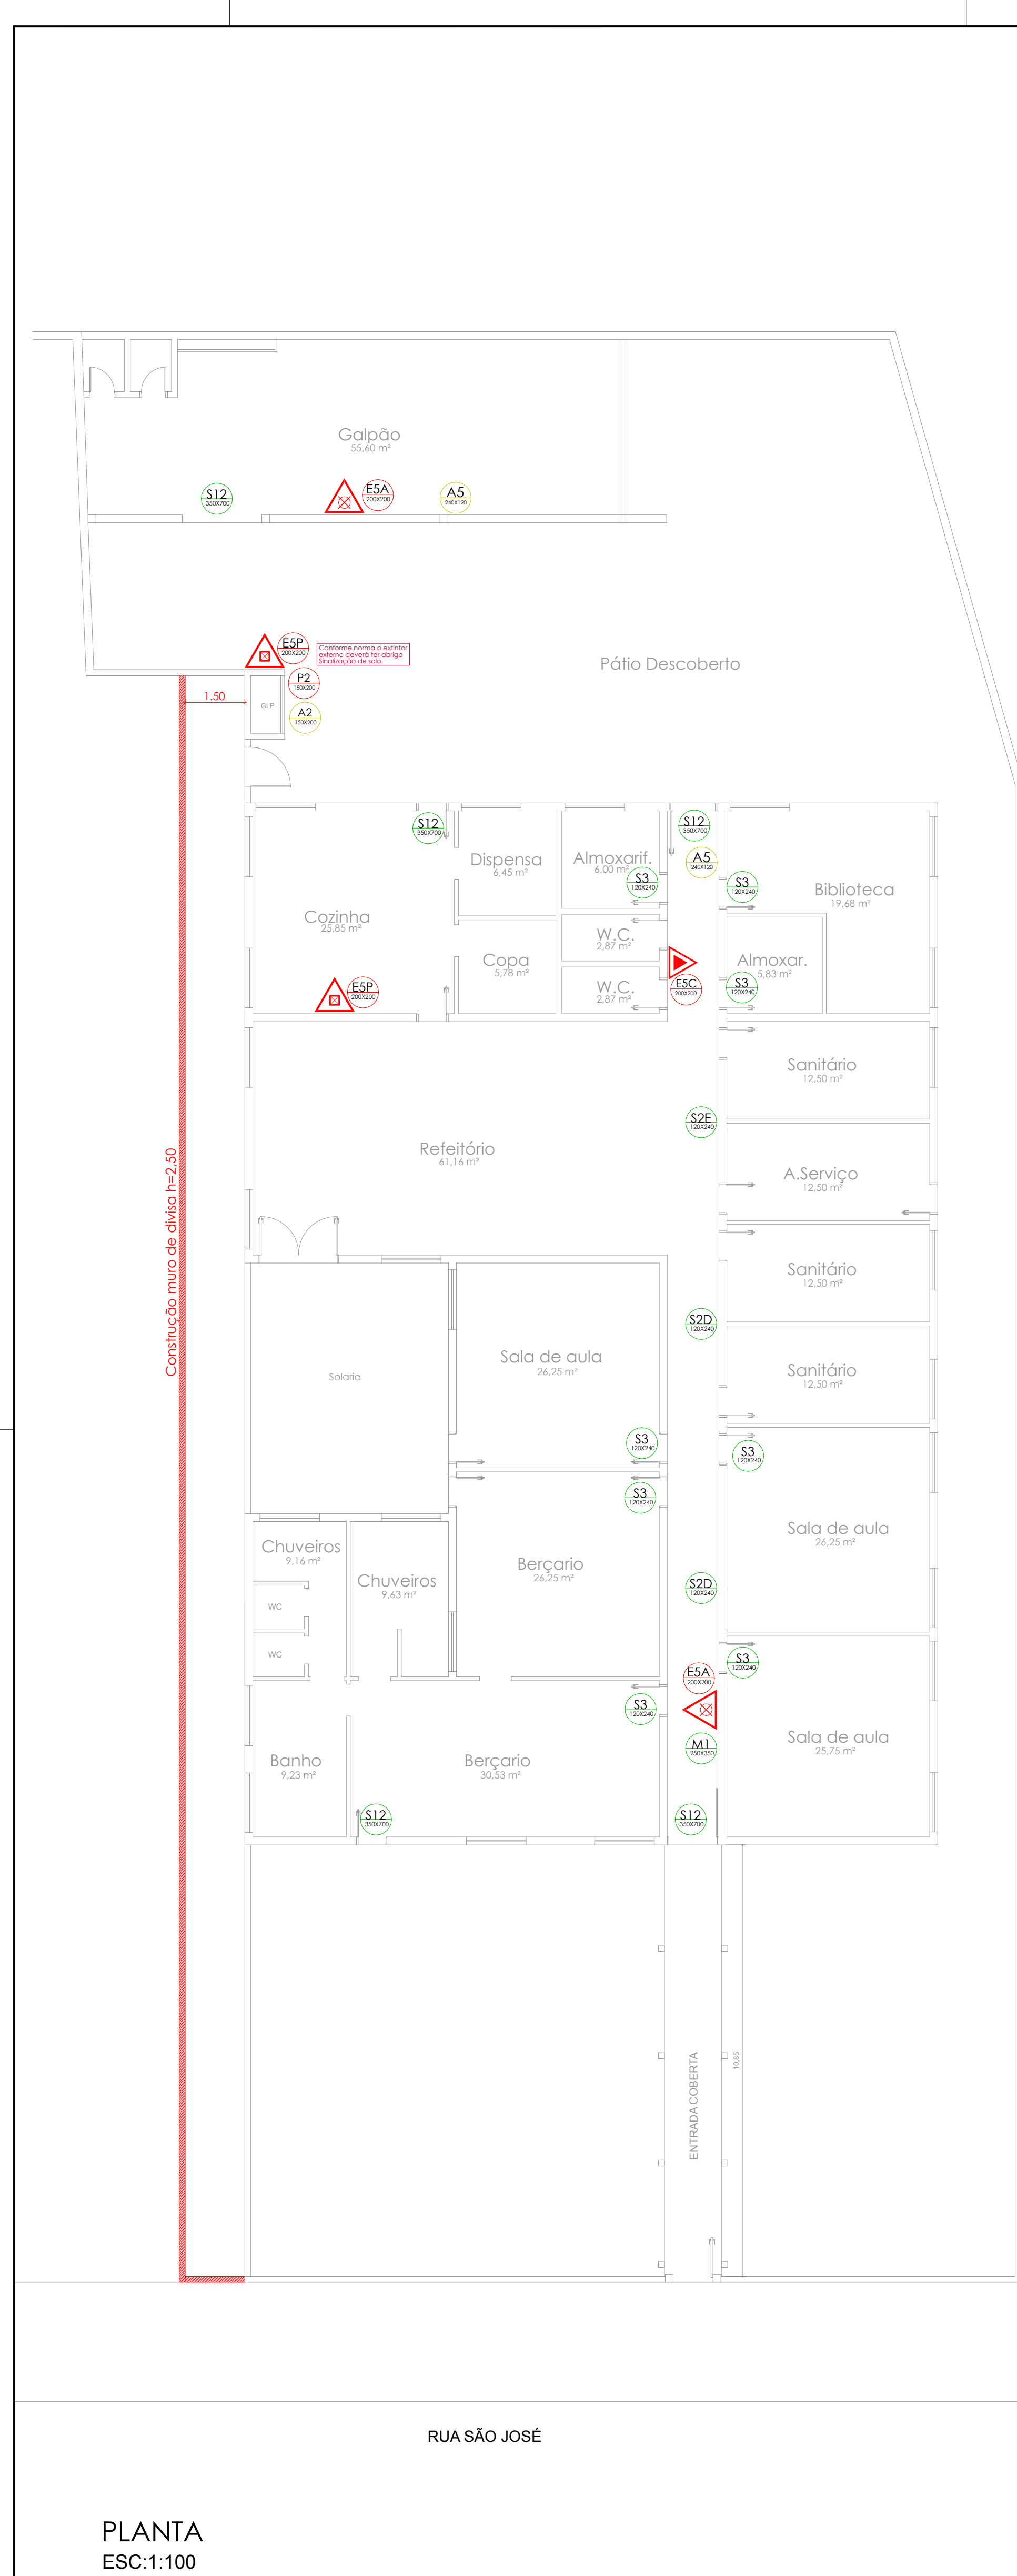 Galpão
55,60 m²
S12
350X700
E5A
200X200
A5
240X120
E5P
200X200
Conforme norma o extintor
externo deverá ter abrigo
Sinalização de solo
Pátio Descoberto
P2
150X200
1.50
GLP
A2
150X200
S12
350X700
S12
350X700
Dispensa
6,45 m²
Almoxarif.
6,00 m²
A5
240X120
S3
120X240
S3
120X240
Biblioteca
19,68 m²
Cozinha
25,85 m²
W.C.
2,87 m²
Copa
5,78 m²
Almoxar.
5,83 m²
E5P
200X200
W.C.
2,87 m²
E5C
200X200
S3
120X240
Sanitário
12,50 m²
S2E
120X240
Refeitório
61,16 m²
A.Serviço
12,50 m²
Construção muro de divisa h=2,50
Sanitário
12,50 m²
S2D
120X240
Sala de aula
26,25 m²
Solario
Sanitário
12,50 m²
S3
120X240
S3
120X240
S3
120X240
Sala de aula
26,25 m²
Chuveiros
9,16 m²
Berçario
26,25 m²
Chuveiros
9,63 m²
S2D
120X240
WC
WC
S3
120X240
E5A
200X200
S3
120X240
Sala de aula
25,75 m²
M1
250X350
Banho
9,23 m²
Berçario
30,53 m²
S12
350X700
S12
350X700
ENTRADA COBERTA
10,85
RUA SÃO JOSÉ
PLANTA
ESC:1:100